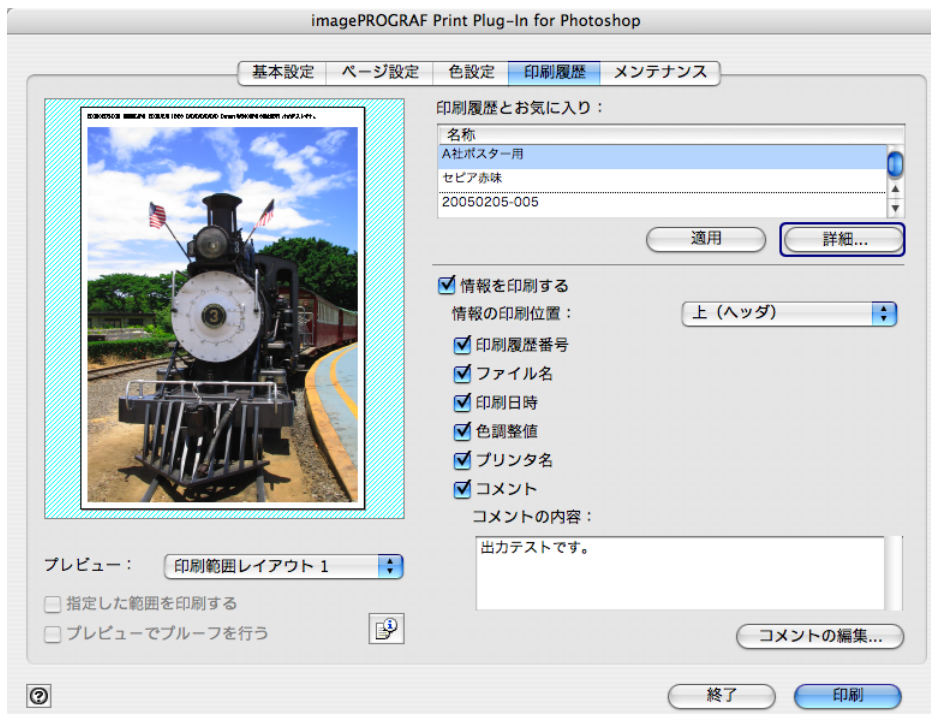 imagePROGRAF Print Plug-In for Photoshop
基本設定 ページ設定 色設定 印刷履歴 メンテナンス
印刷履歴とお気に入り：
名称
A社ポスター用
セピア赤味
20050205-005
適用 詳細...
情報を印刷する
情報の印刷位置： 上（ヘッダ）
印刷履歴番号
ファイル名
印刷日時
色調整値
プリンタ名
コメント
コメントの内容：
出力テストです。
コメントの編集...
3
プレビュー： 印刷範囲レイアウト 1
指定した範囲を印刷する
プレビューでプルーフを行う
?
終了 印刷